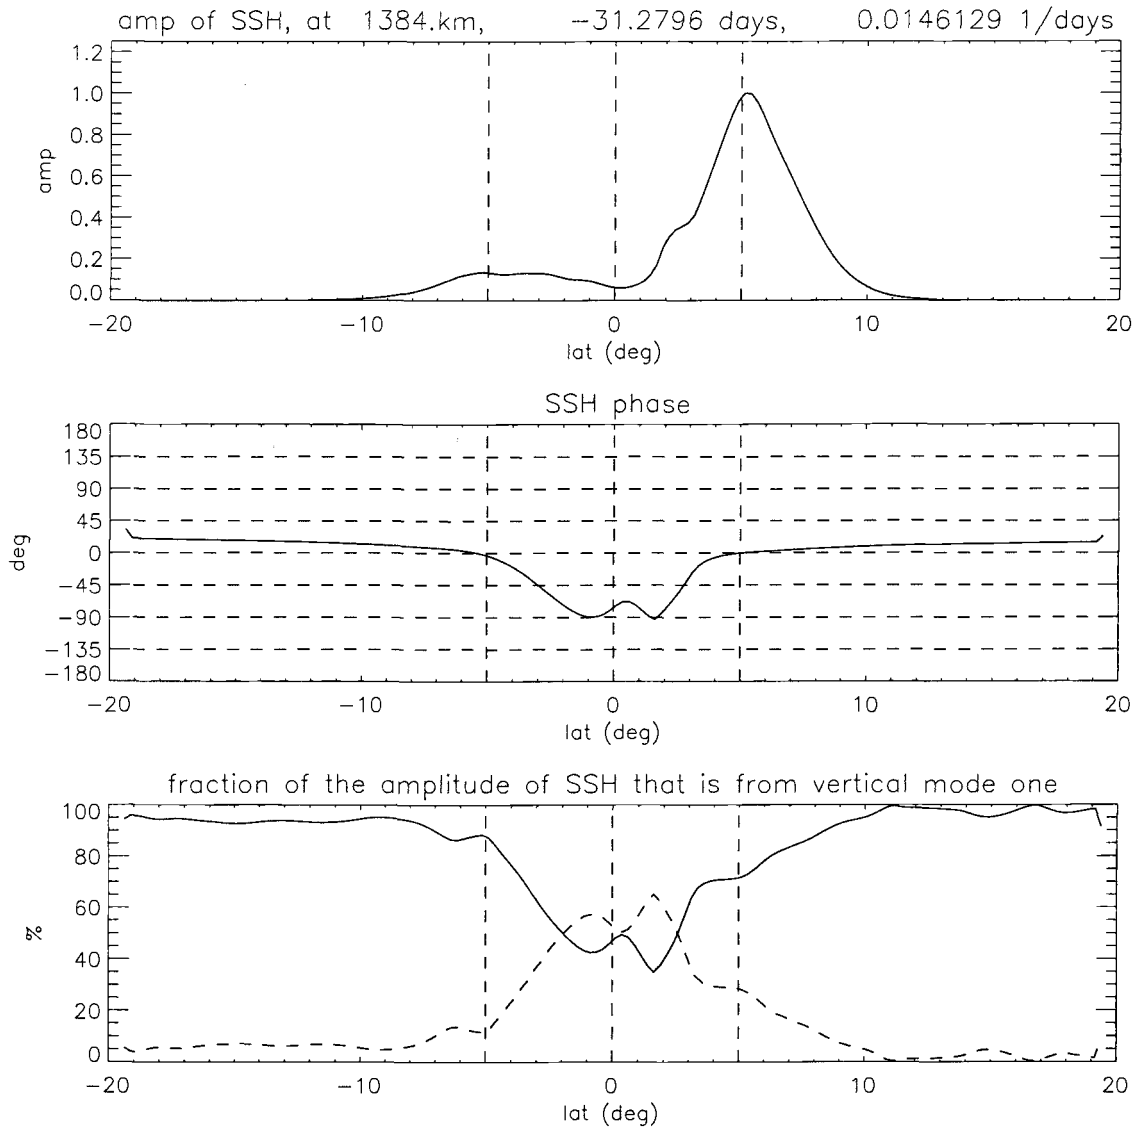 amp of SSH, at 1384.km, -31.2796 days, 0.0146129 1/days
1.2
1.0
0.8
0.6
0.4
0.2
0.0
amp
-20 -10 0 10 20
lat (deg)
SSH phase
180
135
90
45
0
-45
-90
-135
-180
deg
-20 -10 0 10 20
lat (deg)
fraction of the amplitude of SSH that is from vertical mode one
100
80
60
40
20
0
%
-20 -10 0 10 20
lat (deg)